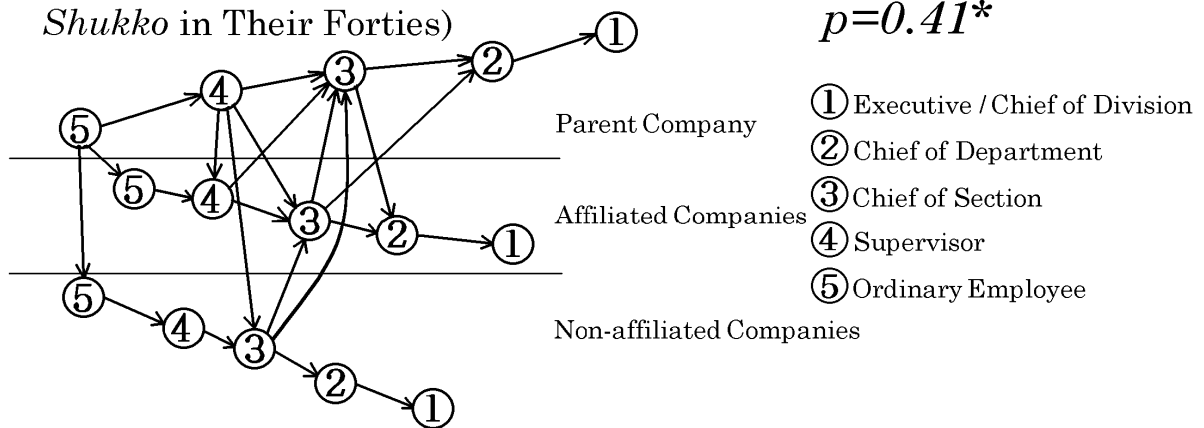 Shukko in Their Forties)
p=0.41*
① Executive / Chief of Division
② Chief of Department
③ Chief of Section
④ Supervisor
⑤ Ordinary Employee
Parent Company
Affiliated Companies
Non-affiliated Companies
⑤ ④ ③ ② ①
⑤ ④ ③ ② ①
⑤ ④ ③ ② ①